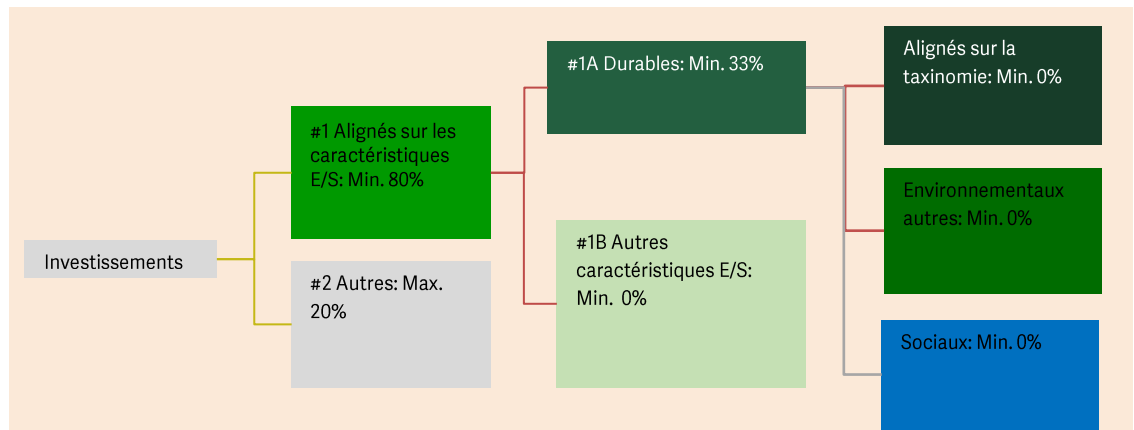 Investissements
#1 Alignés sur les
caractéristiques
E/S: Min. 80%
#2 Autres: Max.
20%
#1A Durables: Min. 33%
#1B Autres
caractéristiques E/S:
Min.  0%
Alignés sur la
taxinomie: Min. 0%
Environnementaux
autres: Min. 0%
Sociaux: Min. 0%